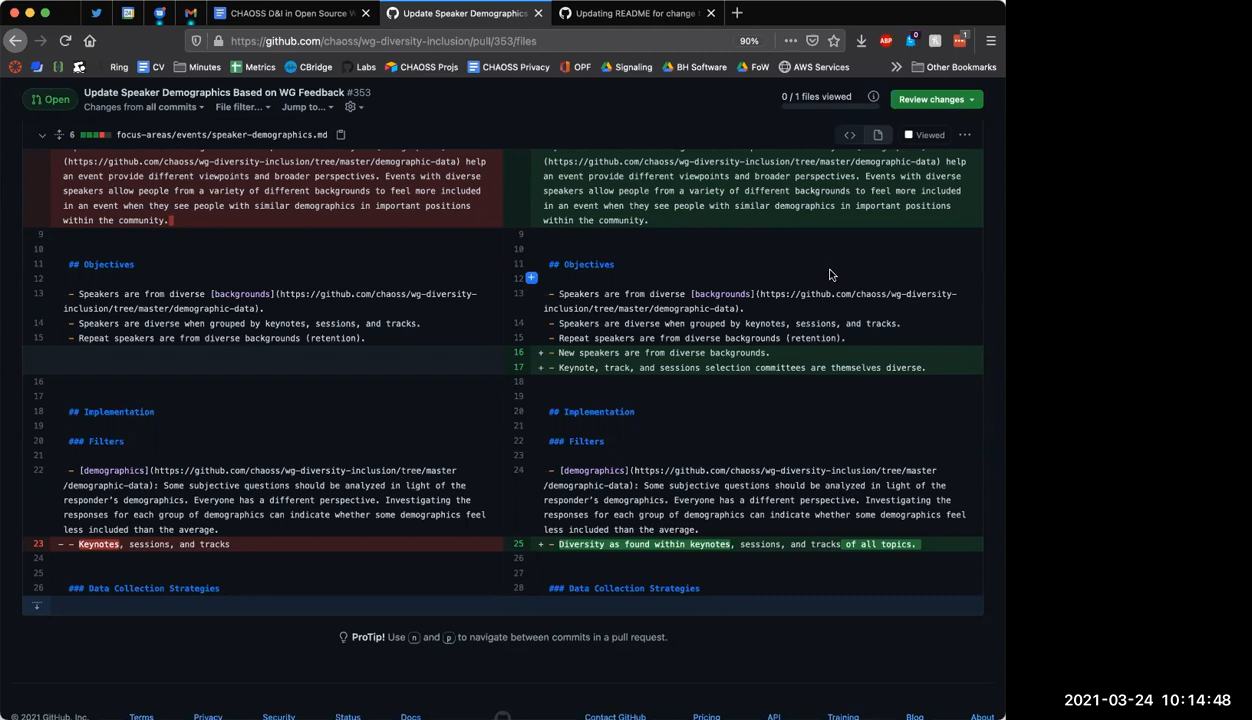 CHAOSS D&I in Open Source W
Update Speaker Demographics
Updating README for change
https://github.com/chaoss/wg-diversity-inclusion/pull/353/files
90%
ABP
0
1
Ring
CV
Minutes
Metrics
CBridge
Labs
CHAOSS Projs
CHAOSS Privacy
OPF
Signaling
BH Software
FoW
AWS Services
Other Bookmarks
Open
Update Speaker Demographics Based on WG Feedback #353
Changes from all commits
File filter...
Jump to...
0 / 1 files viewed
Review changes
6
focus-areas/events/speaker-demographics.md
Viewed
(https://github.com/chaoss/wg-diversity-inclusion/tree/master/demographic-data) help
an event provide different viewpoints and broader perspectives. Events with diverse
speakers allow people from a variety of different backgrounds to feel more included
in an event when they see people with similar demographics in important positions
within the community.
9
10
11 ## Objectives
12
13 - Speakers are from diverse [backgrounds](https://github.com/chaoss/wg-diversity-
inclusion/tree/master/demographic-data).
14 - Speakers are diverse when grouped by keynotes, sessions, and tracks.
15 - Repeat speakers are from diverse backgrounds (retention).
16
17
18 ## Implementation
19
20 ### Filters
21
22 - [demographics](https://github.com/chaoss/wg-diversity-inclusion/tree/master
/demographic-data): Some subjective questions should be analyzed in light of the
responder's demographics. Everyone has a different perspective. Investigating the
responses for each group of demographics can indicate whether some demographics feel
less included than the average.
23 - - Keynotes, sessions, and tracks
24
25
26 ### Data Collection Strategies
(https://github.com/chaoss/wg-diversity-inclusion/tree/master/demographic-data) help
an event provide different viewpoints and broader perspectives. Events with diverse
speakers allow people from a variety of different backgrounds to feel more included
in an event when they see people with similar demographics in important positions
within the community.
9
10
11 ## Objectives
12
13 - Speakers are from diverse [backgrounds](https://github.com/chaoss/wg-diversity-
inclusion/tree/master/demographic-data).
14 - Speakers are diverse when grouped by keynotes, sessions, and tracks.
15 - Repeat speakers are from diverse backgrounds (retention).
16 + - New speakers are from diverse backgrounds.
17 + - Keynote, track, and sessions selection committees are themselves diverse.
18
19
20 ## Implementation
21
22 ### Filters
23
24 - [demographics](https://github.com/chaoss/wg-diversity-inclusion/tree/master
/demographic-data): Some subjective questions should be analyzed in light of the
responder's demographics. Everyone has a different perspective. Investigating the
responses for each group of demographics can indicate whether some demographics feel
less included than the average.
25 + - Diversity as found within keynotes, sessions, and tracks of all topics.
26
27
28 ### Data Collection Strategies
ProTip! Use n and p to navigate between commits in a pull request.
© 2021 GitHub, Inc.
Terms
Privacy
Security
Status
Docs
Contact GitHub
Pricing
API
Training
Blog
About
2021-03-24 10:14:48